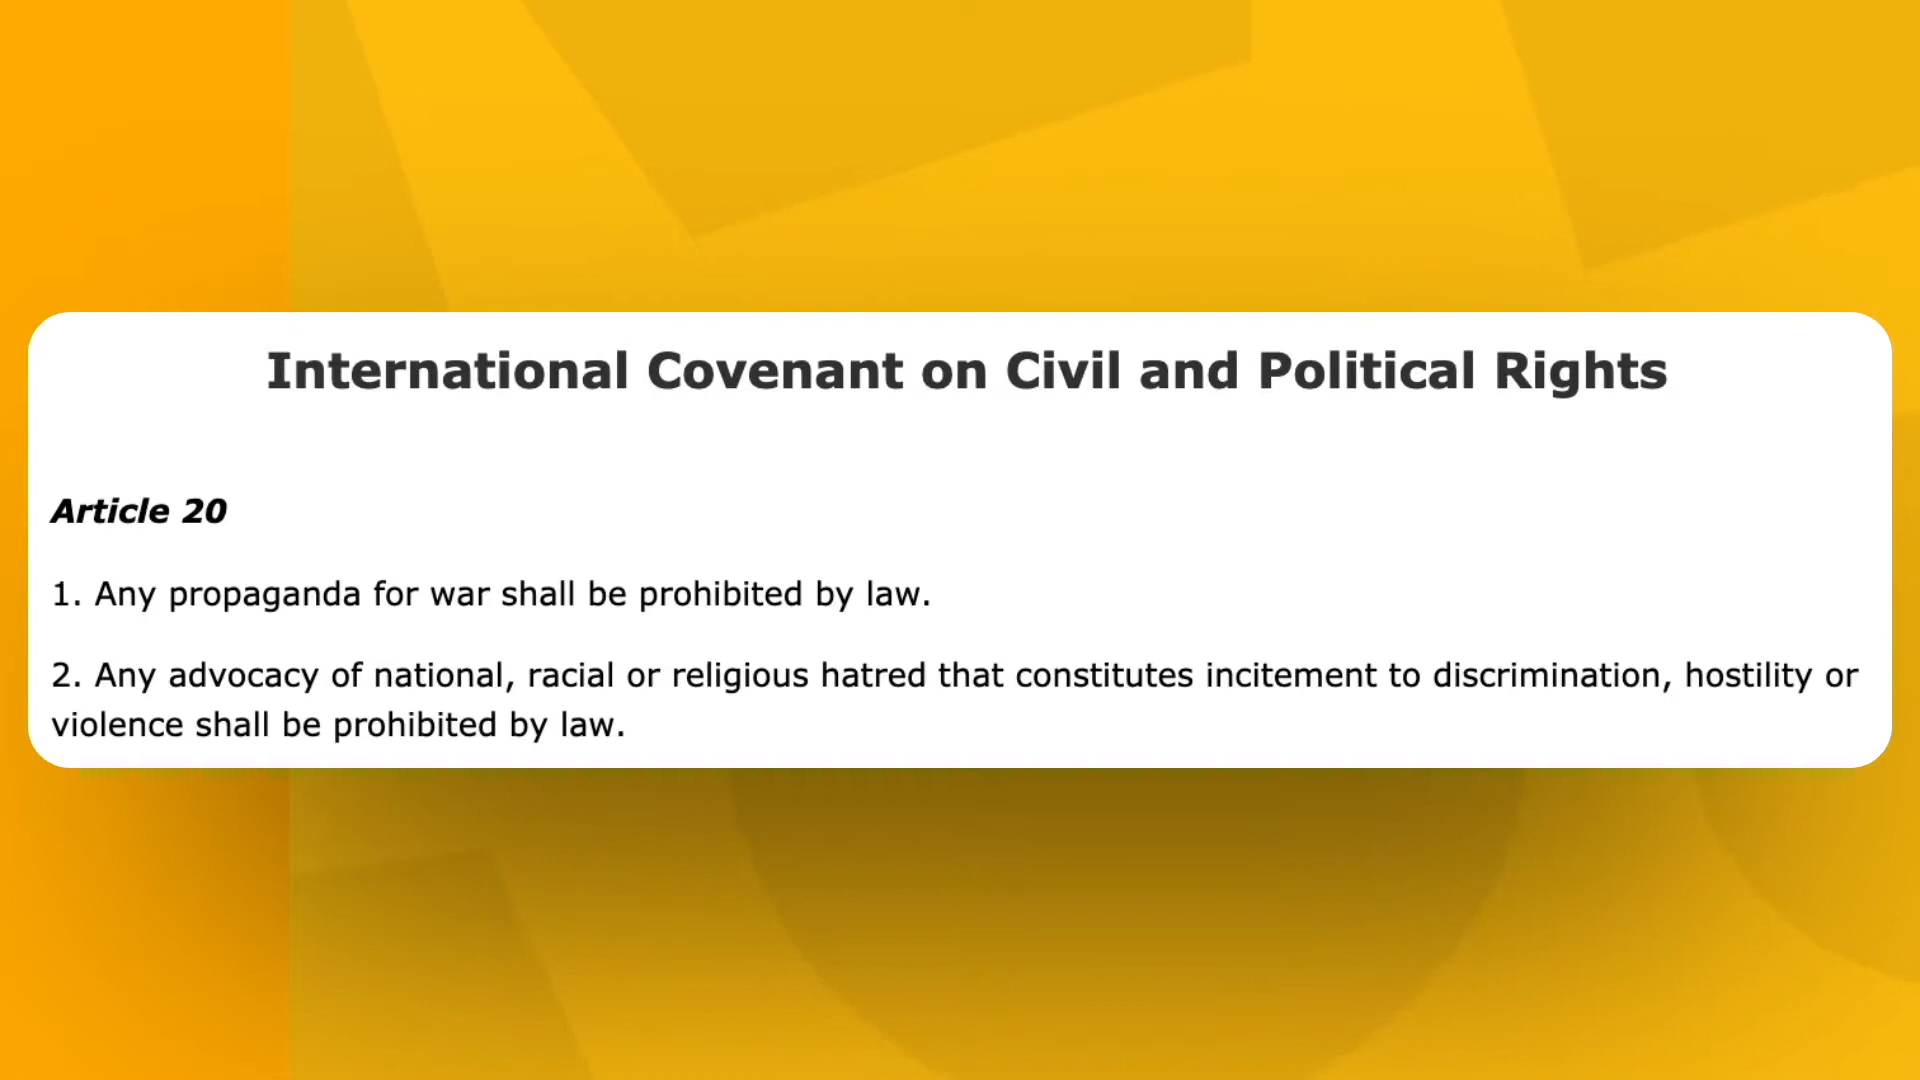 International Covenant on Civil and Political Rights
Article 20
1. Any propaganda for war shall be prohibited by law.
2. Any advocacy of national, racial or religious hatred that constitutes incitement to discrimination, hostility or
violence shall be prohibited by law.